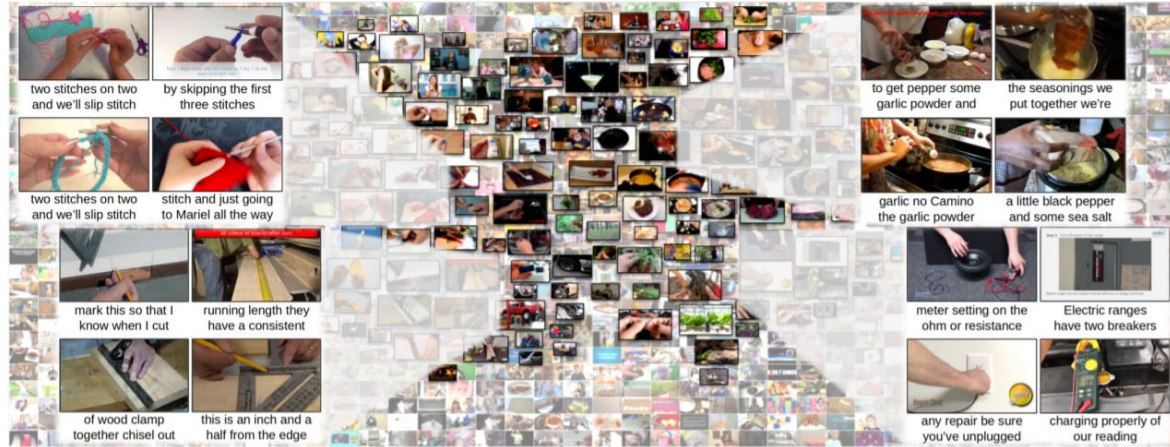 two stitches on two
and we'll slip stitch
by skipping the first
three stitches
two stitches on two
and we'll slip stitch
stitch and just going
to Mariel all the way
mark this so that I
know when I cut
running length they
have a consistent
of wood clamp
together chisel out
this is an inch and a
half from the edge
to get pepper some
garlic powder and
the seasonings we
put together we're
garlic no Camino
the garlic powder
a little black pepper
and some sea salt
meter setting on the
ohm or resistance
Electric ranges
have two breakers
any repair be sure
you've unplugged
charging properly of
our reading